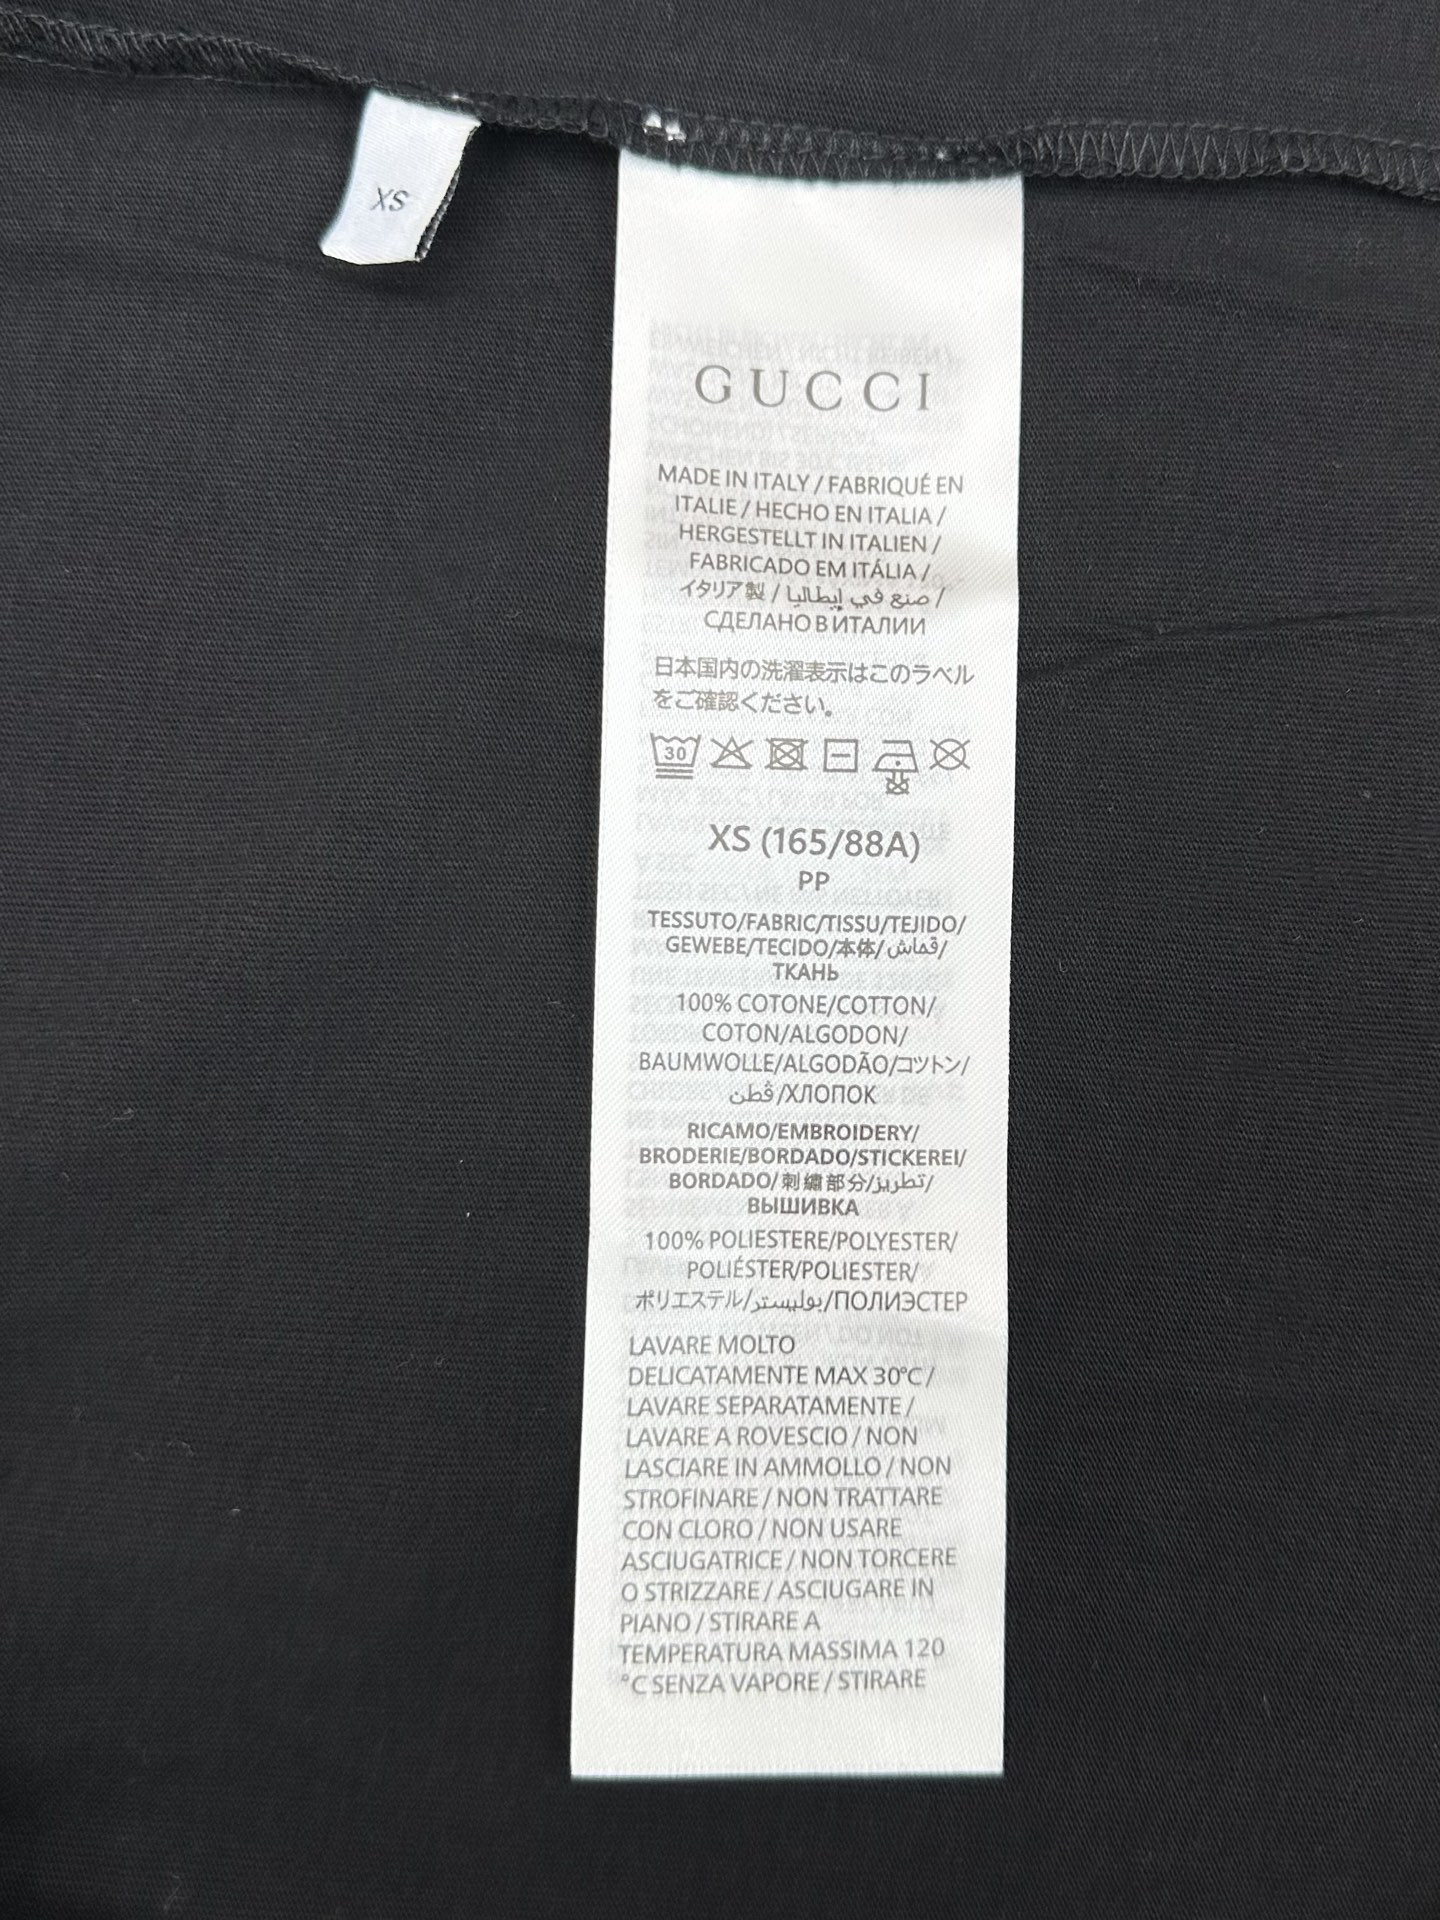 XS
GUCCI
MADE IN ITALY / FABRIQUÉ EN
ITALIE / HECHO EN ITALIA /
HERGESTELLT IN ITALIEN /
FABRICADO EM ITÁLIA /
イタリア製 / صنع في إيطاليا /
СДЕЛАНО В ИТАЛИИ
日本国内の洗濯表示はこのラベル
をご確認ください。
30
XS (165/88A)
PP
TESSUTO/FABRIC/TISSU/TEJIDO/
GEWEBE/TECIDO/本体/قماش/
ТКАНЬ
100% COTONE/COTTON/
COTON/ALGODON/
BAUMWOLLE/ALGODÃO/コットン/
قطن/ХЛОПОК
RICAMO/EMBROIDERY/
BRODERIE/BORDADO/STICKEREI/
BORDADO/刺繍部分/تطريز/
ВЫШИВКА
100% POLIESTERE/POLYESTER/
POLIÉSTER/POLIESTER/
ポリエステル/بوليستر/ПОЛИЭСТЕР
LAVARE MOLTO
DELICATAMENTE MAX 30°C /
LAVARE SEPARATAMENTE /
LAVARE A ROVESCIO / NON
LASCIARE IN AMMOLLO / NON
STROFINARE / NON TRATTARE
CON CLORO / NON USARE
ASCIUGATRICE / NON TORCERE
O STRIZZARE / ASCIUGARE IN
PIANO / STIRARE A
TEMPERATURA MASSIMA 120
°C SENZA VAPORE / STIRARE